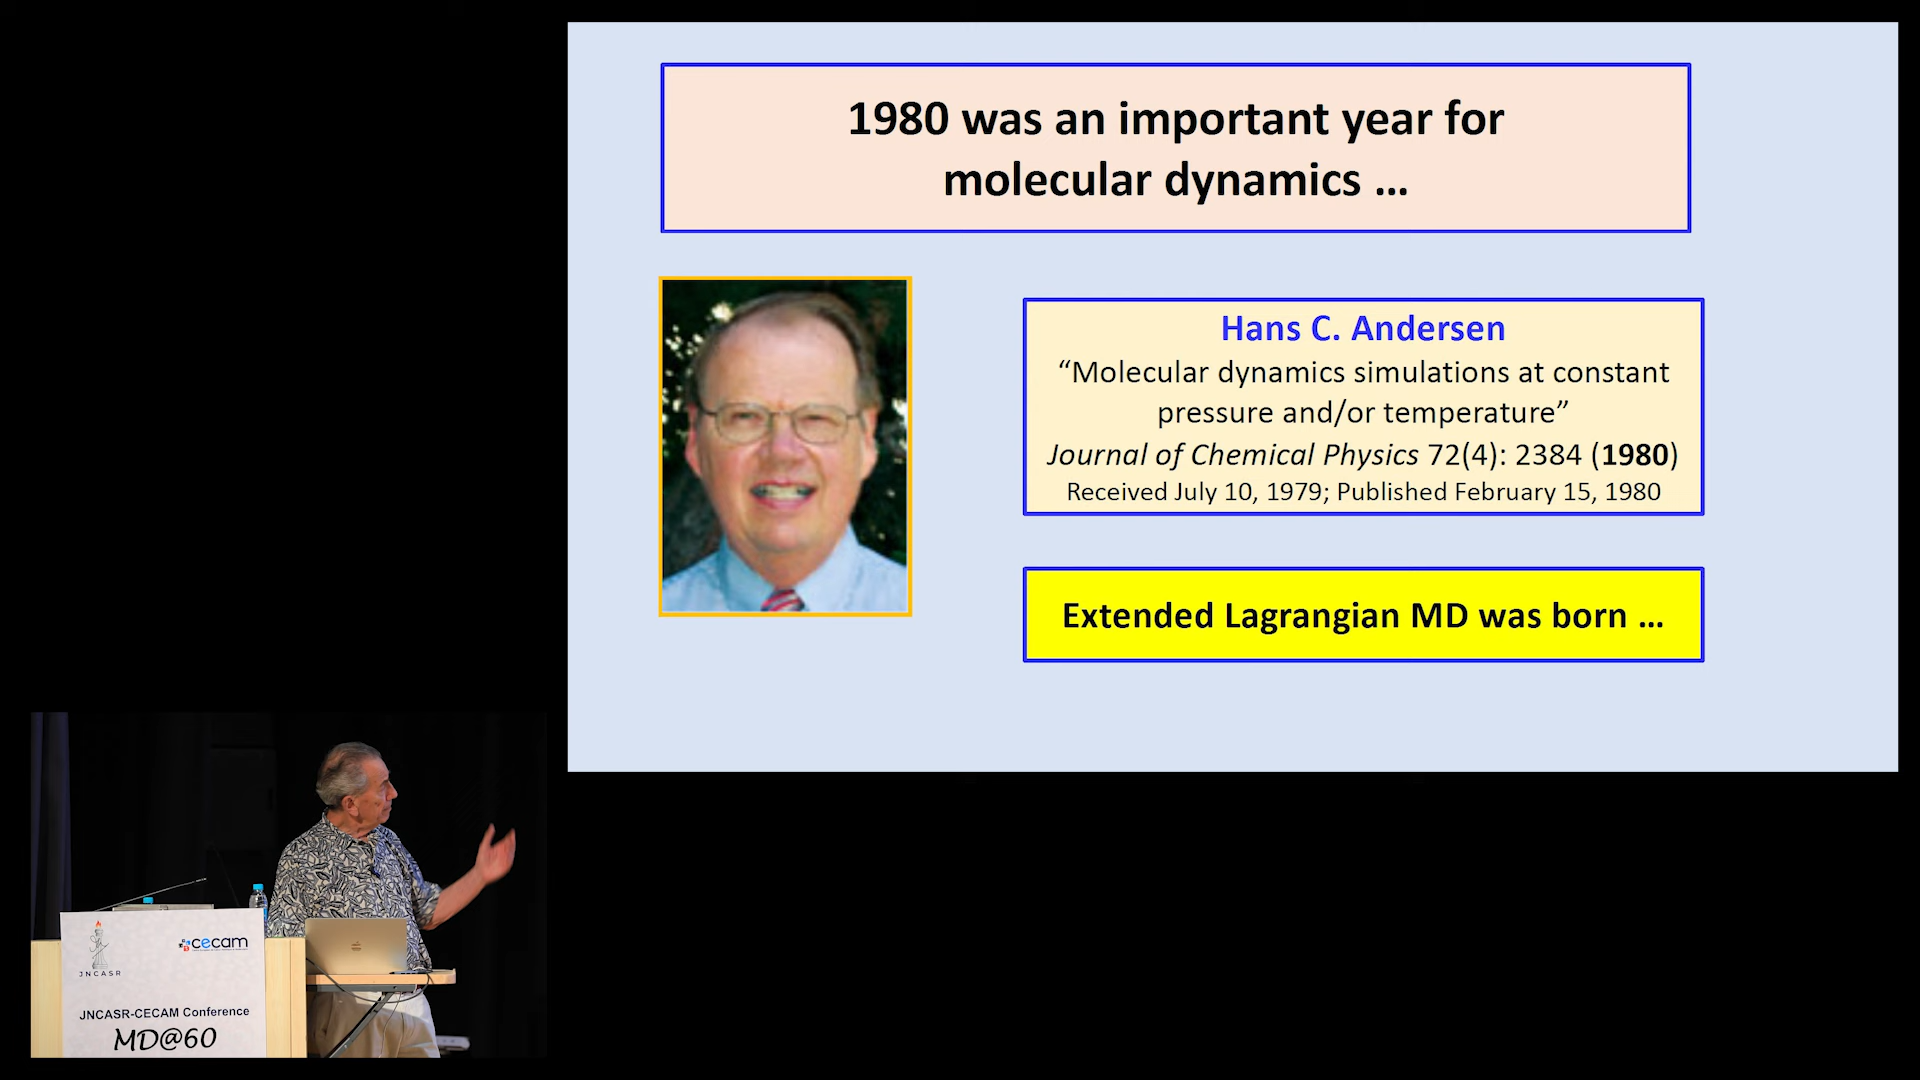 1980 was an important year for
molecular dynamics ...
Hans C. Andersen
“Molecular dynamics simulations at constant
pressure and/or temperature”
Journal of Chemical Physics 72(4): 2384 (1980)
Received July 10, 1979; Published February 15, 1980
Extended Lagrangian MD was born ...
JNCASR
cecam
JNCASR-CECAM Conference
MD@60